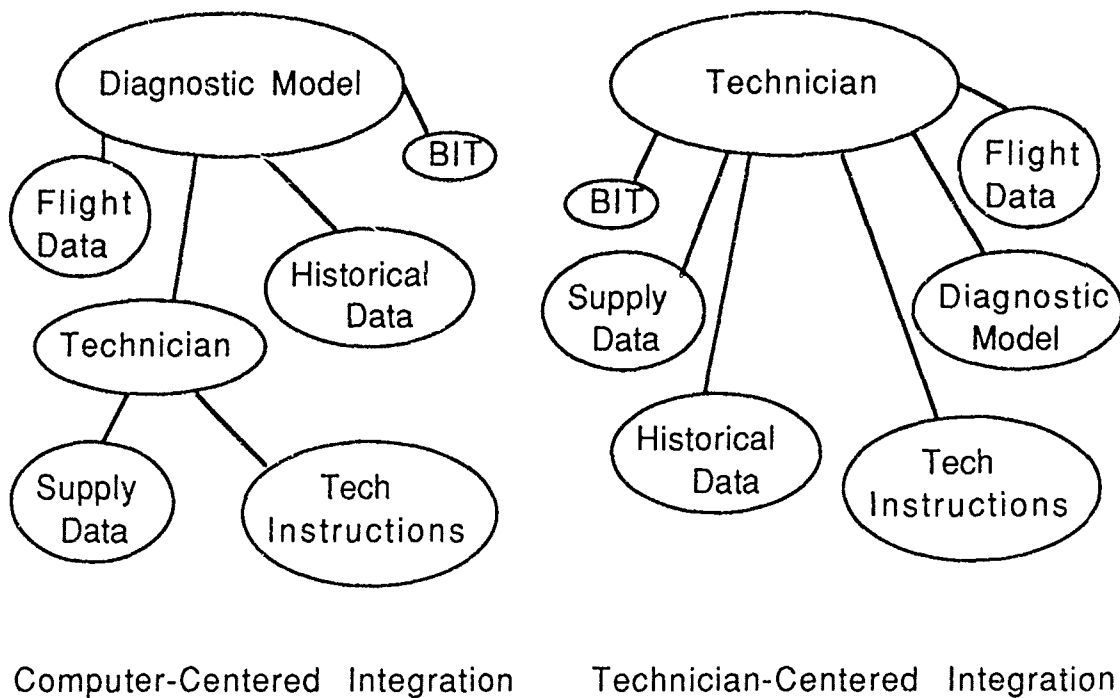 Diagnostic Model
BIT
Flight
Data
Historical
Data
Technician
Supply
Data
Tech
Instructions
Computer-Centered Integration
Technician
Flight
Data
BIT
Supply
Data
Diagnostic
Model
Historical
Data
Tech
Instructions
Technician-Centered Integration